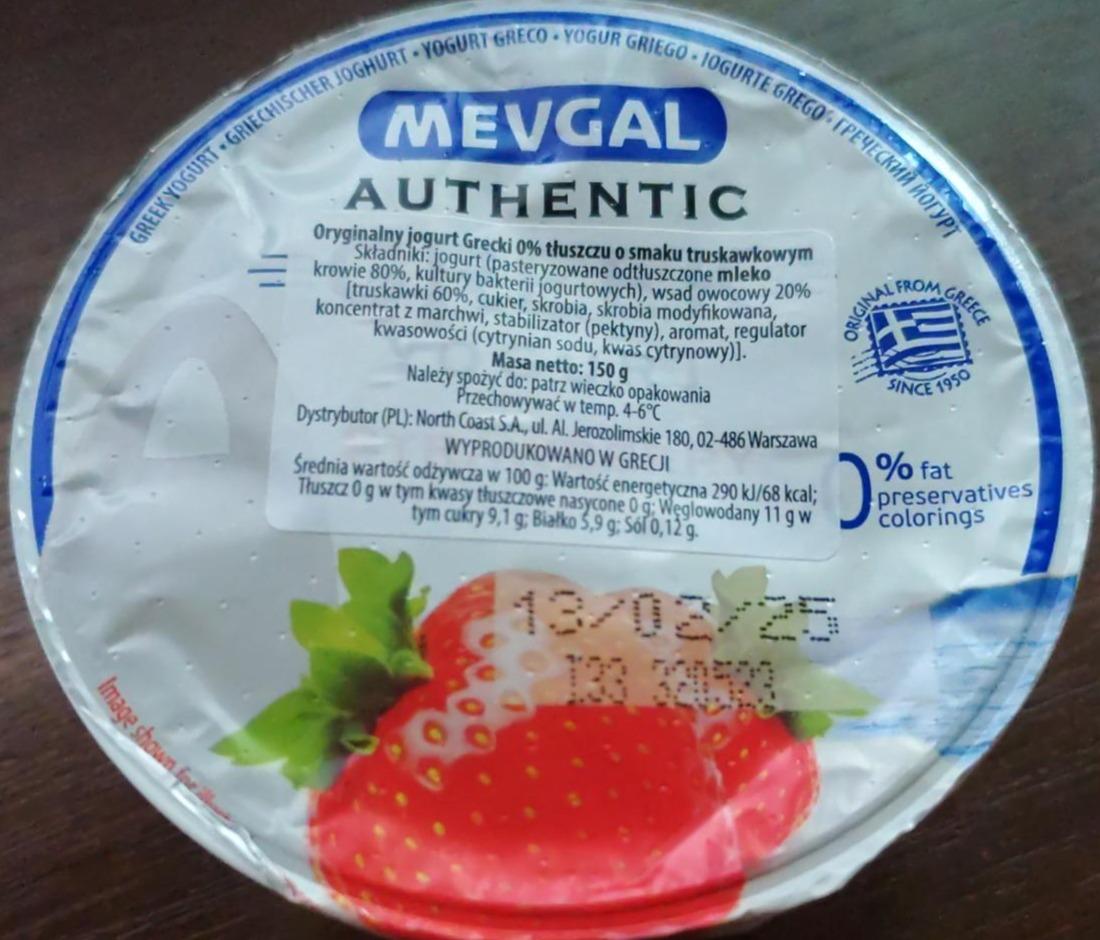 GREEK YOGURT • GRIECHISCHER JOGHURT • YOGURT GRECO • YOGUR GRIEGO • IOGURTE GREGO • ГРЕЧЕСКИЙ ЙОГУРТ
MEVGAL
AUTHENTIC
Oryginalny jogurt Grecki 0% tłuszczu o smaku truskawkowym
Składniki: jogurt (pasteryzowane odtłuszczone mleko
krowie 80%, kultury bakterii jogurtowych), wsad owocowy 20%
[truskawki 60%, cukier, skrobia, skrobia modyfikowana,
koncentrat z marchwi, stabilizator (pektyny), aromat, regulator
kwasowości (cytrynian sodu, kwas cytrynowy)].
Masa netto: 150 g
Należy spożyć do: patrz wieczko opakowania
Przechowywać w temp. 4-6°C
Dystrybutor (PL): North Coast S.A., ul. Al. Jerozolimskie 180, 02-486 Warszawa
WYPRODUKOWANO W GRECJI
Średnia wartość odżywcza w 100 g: Wartość energetyczna 290 kJ/68 kcal;
Tłuszcz 0 g w tym kwasy tłuszczowe nasycone 0 g; Węglowodany 11 g w
tym cukry 9,1 g; Białko 5,9 g; Sól 0,12 g.
ORIGINAL FROM GREECE
SINCE 1950
0% fat
preservatives
colorings
13/02/25
Image shown for